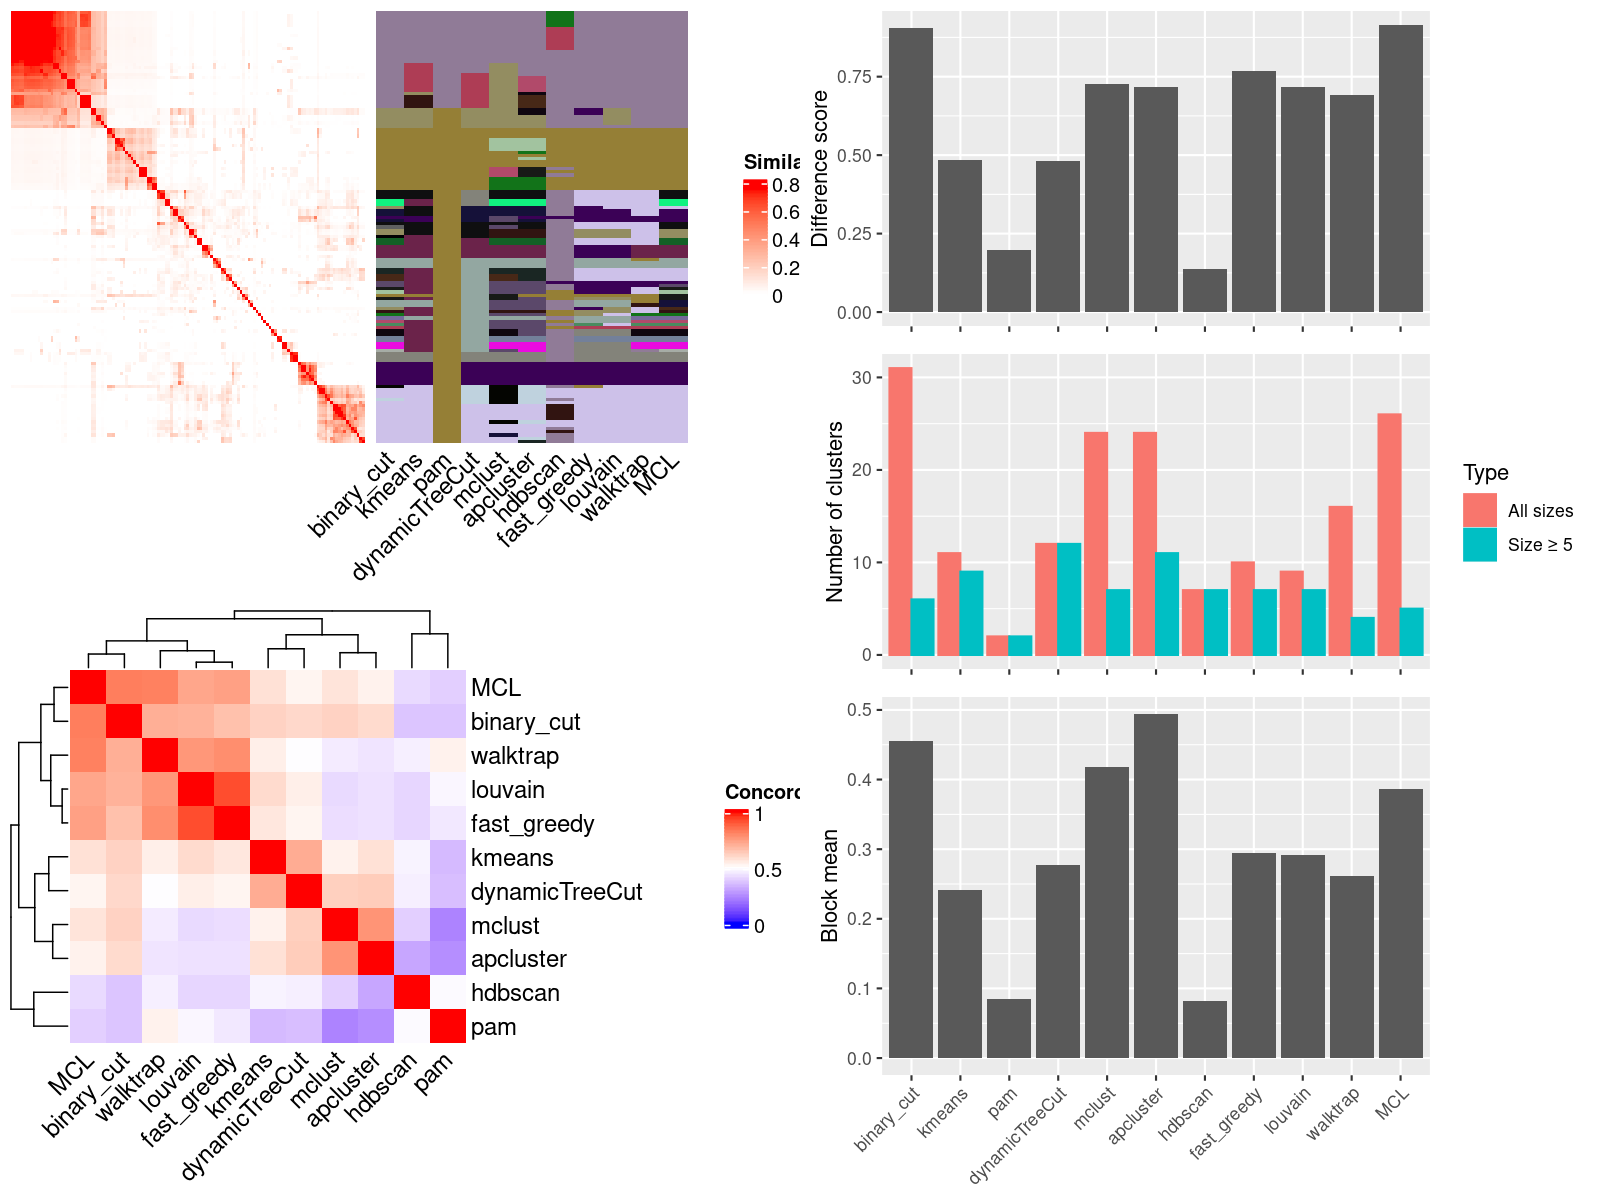 Simila
0.8
0.6
0.4
0.2
0
binary_cut
kmeans
pam
dynamicTreeCut
mclust
apcluster
hdbscan
fast_greedy
louvain
walktrap
MCL
MCL
binary_cut
walktrap
louvain
fast_greedy
kmeans
dynamicTreeCut
mclust
apcluster
hdbscan
pam
MCL
binary_cut
walktrap
louvain
fast_greedy
kmeans
dynamicTreeCut
mclust
apcluster
hdbscan
pam
Concord
1
0.5
0
Difference score
0.75
0.50
0.25
0.00
Number of clusters
30
20
10
0
Type
All sizes
Size ≥ 5
Block mean
0.5
0.4
0.3
0.2
0.1
0.0
binary_cut
kmeans
pam
dynamicTreeCut
mclust
apcluster
hdbscan
fast_greedy
louvain
walktrap
MCL